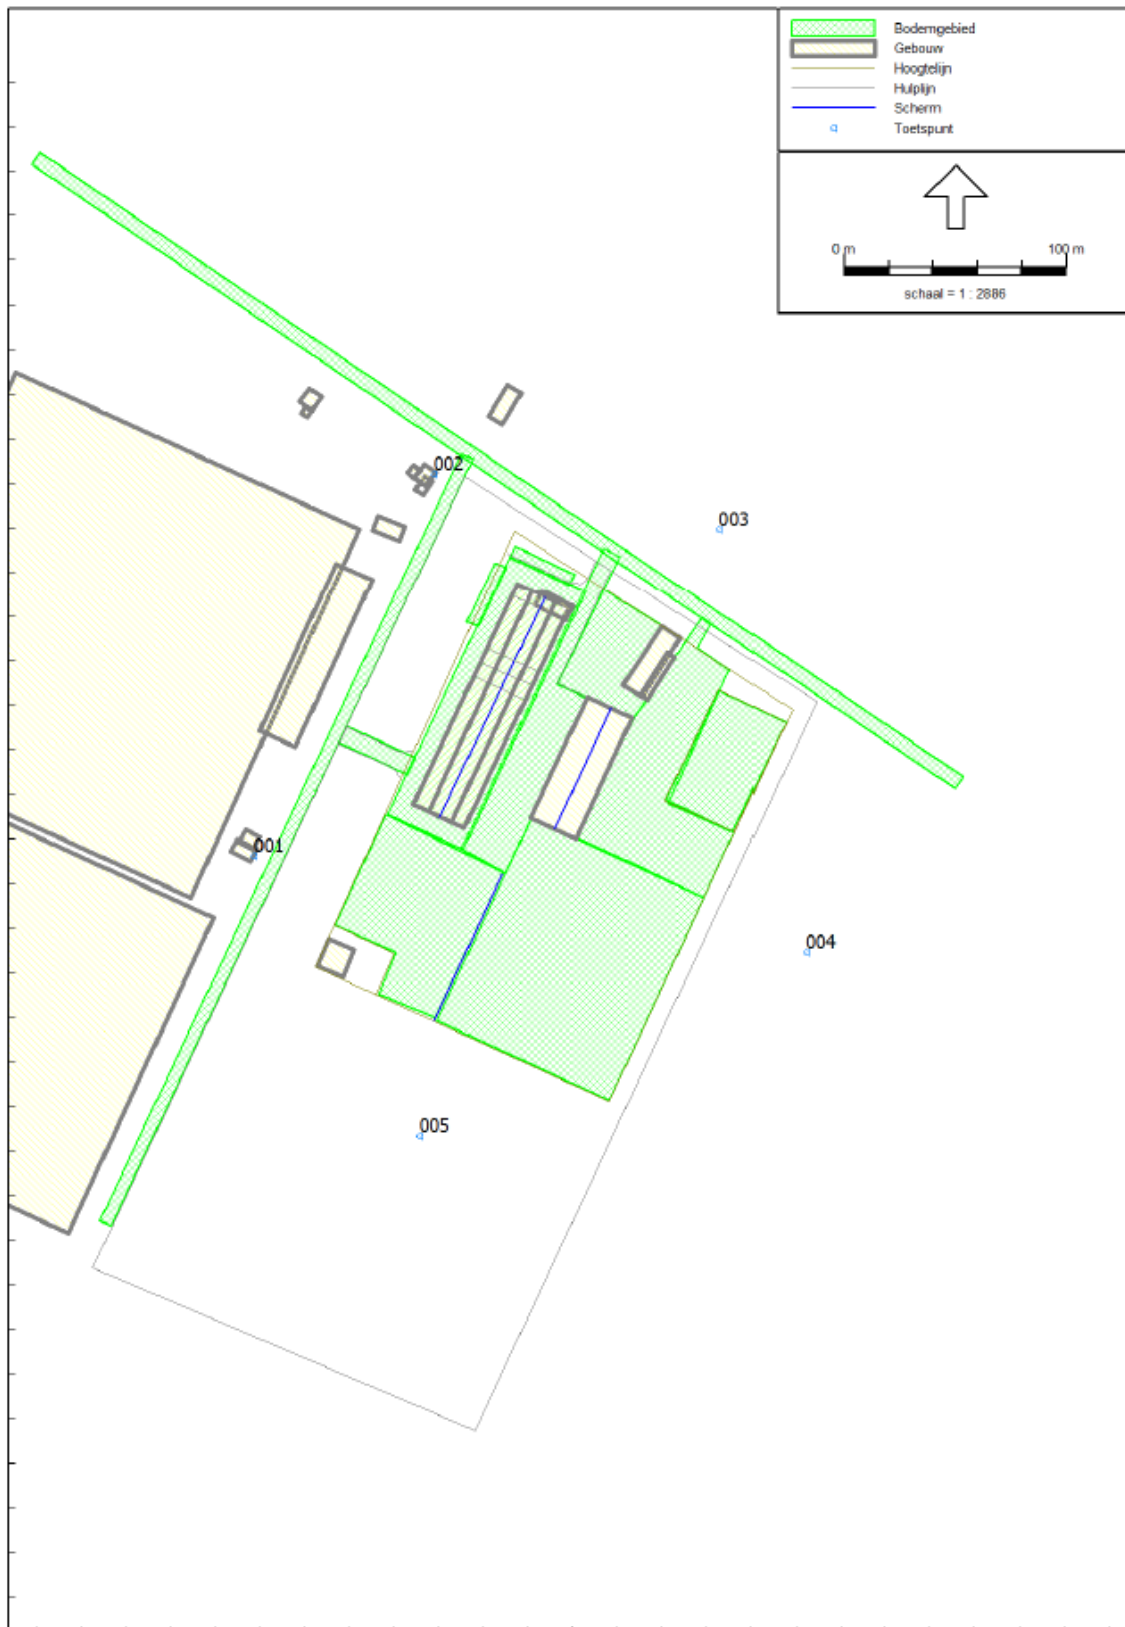 Bodemgebied
Gebouw
Hoogtelijn
Hulplijn
Scherm
Toetspunt
0 m 100 m
schaal = 1 : 2886
002
003
001
004
005